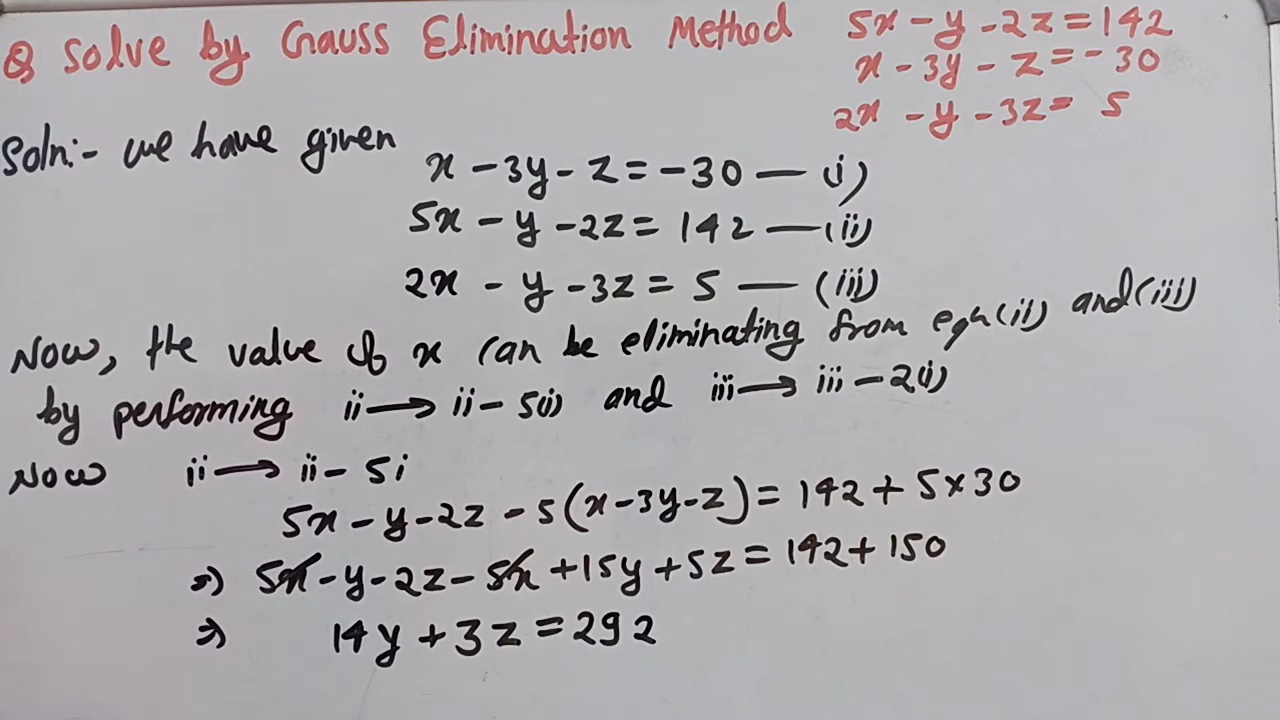 Q Solve by Gauss Elimination Method 5x - y - 2z = 142
x - 3y - z = - 30
2x - y - 3z = 5
Soln:- we have given
x - 3y - z = -30 — (i)
5x - y - 2z = 142 — (ii)
2x - y - 3z = 5 — (iii)
Now, the value of x can be eliminating from eqn (ii) and (iii)
by performing ii → ii - 5(i) and iii → iii - 2(i)
Now ii → ii - 5i
5x - y - 2z - 5(x - 3y - z) = 142 + 5 × 30
⇒ 5x - y - 2z - 5x + 15y + 5z = 142 + 150
⇒ 14y + 3z = 292